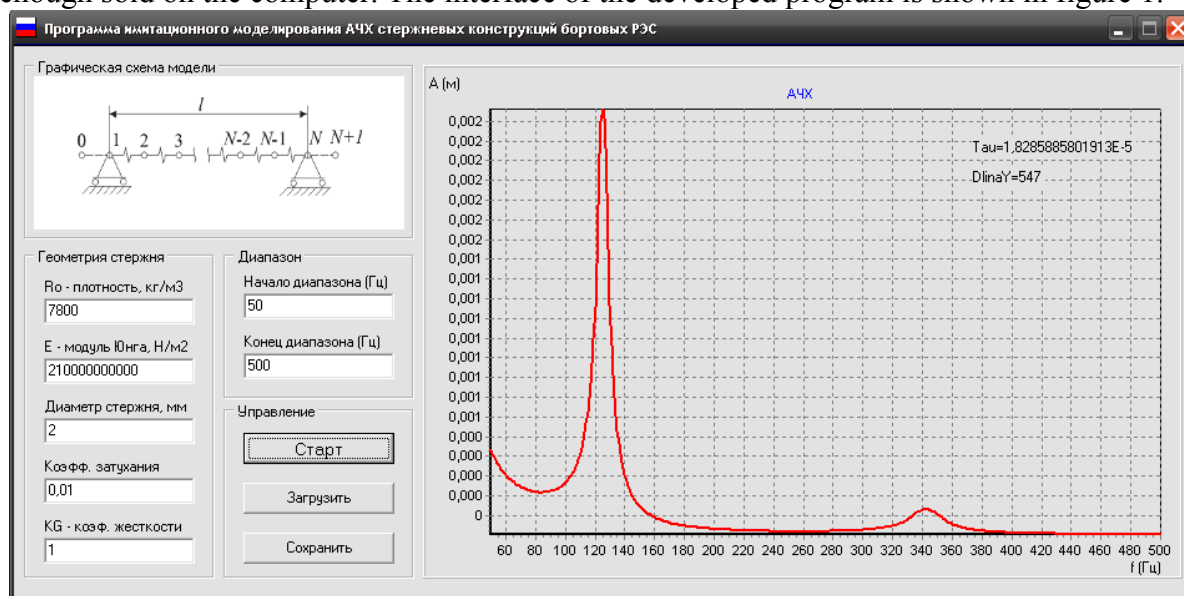 enough sold on the computer. The interface of the developed program is shown in figure 1.
Программа имитационного моделирования АЧХ стержневых конструкций бортовых РЭС
Графическая схема модели
l
0 1 2 3 N-2 N-1 N N+1
Геометрия стержня
Ro - плотность, кг/м3
7800
E - модуль Юнга, Н/м2
210000000000
Диаметр стержня, мм
2
Коэфф. затухания
0,01
KG - коэф. жесткости
1
Диапазон
Начало диапазона (Гц)
50
Конец диапазона (Гц)
500
Управление
Старт
Загрузить
Сохранить
A (м)
АЧХ
Tau=1,8285885801913E-5
DlinaY=547
0,002
0,002
0,002
0,002
0,002
0,002
0,002
0,001
0,001
0,001
0,001
0,001
0,001
0,001
0,001
0,001
0,000
0,000
0,000
0,000
0
60 80 100 120 140 160 180 200 220 240 260 280 300 320 340 360 380 400 420 440 460 480 500
f (Гц)